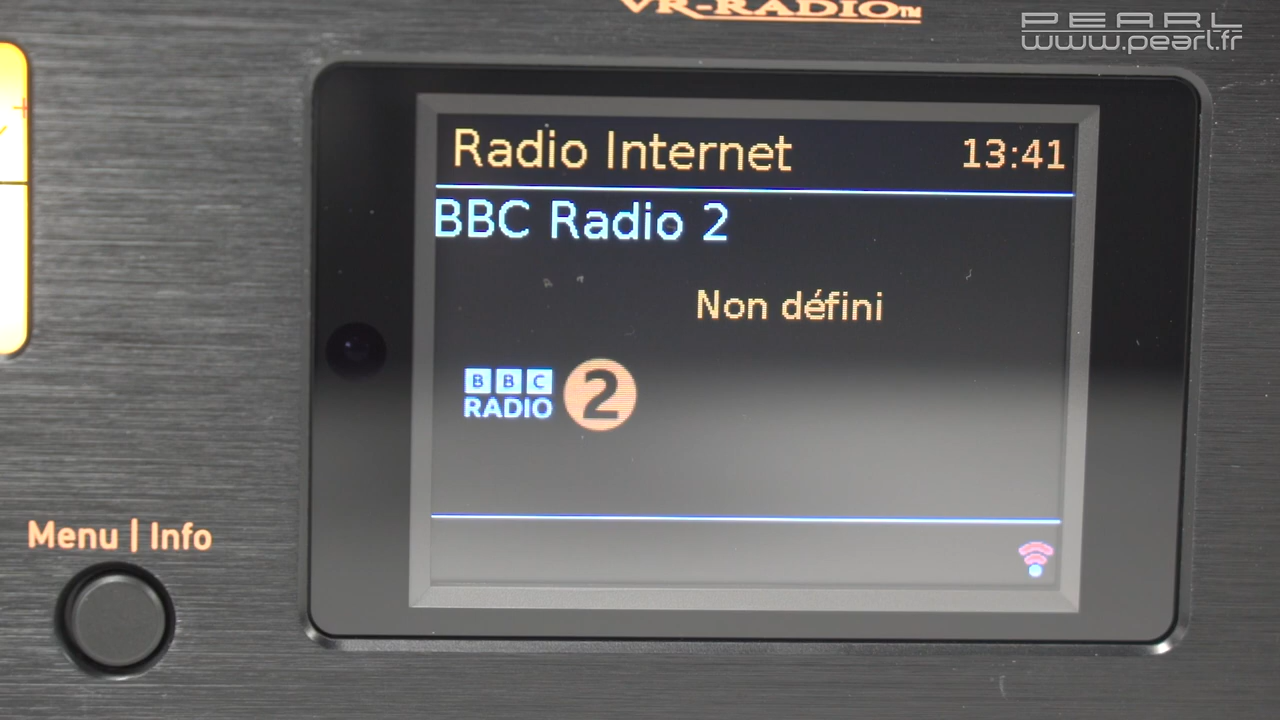 VR-RADIO™
PEARL
www.pearl.fr
Radio Internet 13:41
BBC Radio 2
Non défini
BBC
RADIO 2
Menu | Info